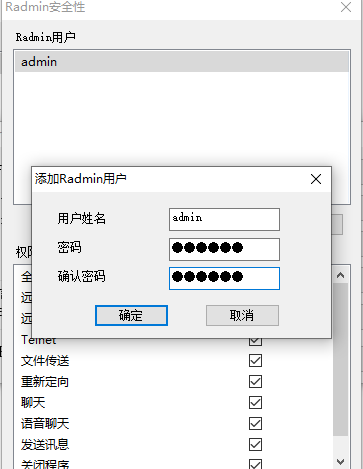 Radmin安全性
Radmin用户
admin
添加Radmin用户
用户姓名
admin
密码
●●●●●●
确认密码
●●●●●●
确定
取消
权限
全
远
远
Telnet
文件传送
重新定向
聊天
语音聊天
发送讯息
关闭程序